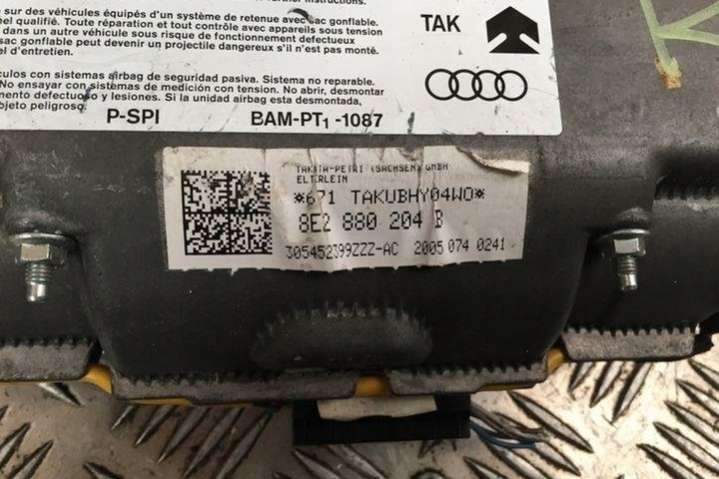 sur des véhicules équipés d'un système de retenue avec sac gonflable.
nel qualifié. Toute réparation et tout contrôle avec appareils sous tension
dans un autre véhicule sous risque de fonctionnement défectueux
sac gonflable peut devenir un projectile dangereux s'il n'est pas monté.
d'entretien.
culos con sistemas airbag de seguridad pasiva. Sistema no reparable.
No ensayar con sistemas de medición con tensión. No abrir, desmontar
mento defectuoso y lesiones. Si la unidad airbag esta desmontada,
objeto peligroso.
TAK
P-SPI BAM-PT₁-1087
TAKATA-PETRI (SACHSEN) GMBH
ELTERLEIN
*671 TAKUBHY04W0*
8E2 880 204 B
305452399ZZZ-AC 2005 074 0241